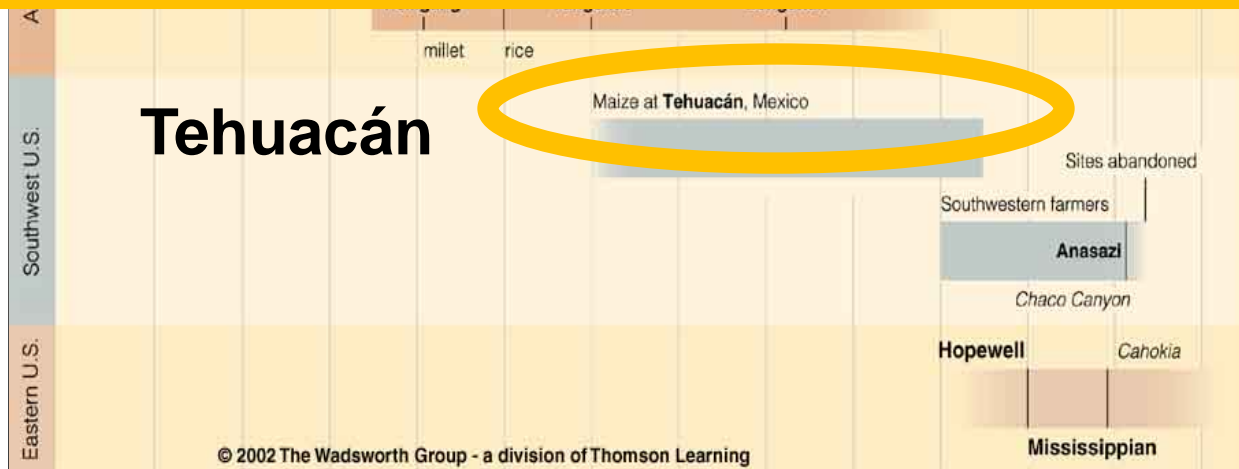 millet rice
Maize at Tehuacán, Mexico
Tehuacán
Southwest U.S.
Sites abandoned
Southwestern farmers
Anasazi
Chaco Canyon
Eastern U.S.
Hopewell Cahokia
Mississippian
© 2002 The Wadsworth Group - a division of Thomson Learning